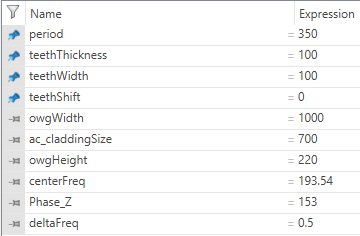 Name Expression
period = 350
teethThickness = 100
teethWidth = 100
teethShift = 0
owgWidth = 1000
ac_claddingSize = 700
owgHeight = 220
centerFreq = 193.54
Phase_Z = 153
deltaFreq = 0.5